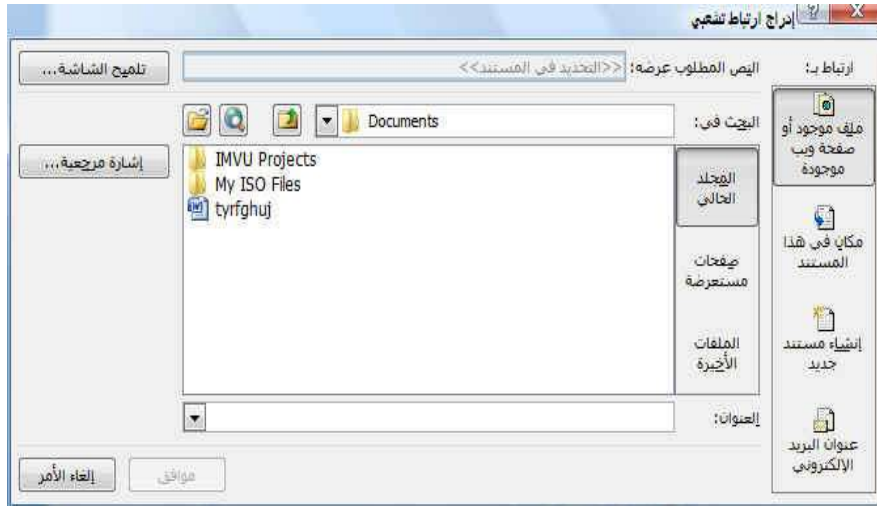 إدراج ارتباط تشعبي
ارتباط بـ:
النص المطلوب عرضه: <<التحديد في المستند>>
تلميح الشاشة...
ملف موجود أو
صفحة ويب
موجودة
البحث في:
Documents
المجلد
الحالي
IMVU Projects
My ISO Files
tyrfghuj
إشارة مرجعية...
مكان في هذا
المستند
صفحات
مستعرضة
إنشاء مستند
جديد
الملفات
الأخيرة
العنوان:
عنوان البريد
الإلكتروني
موافق
إلغاء الأمر